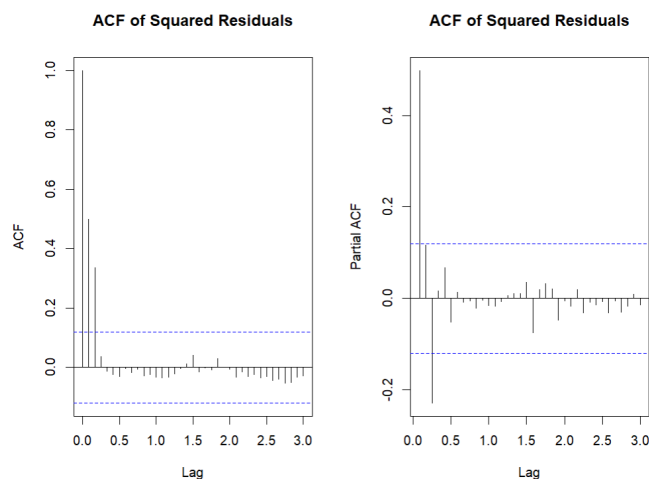 ACF of Squared Residuals
ACF
0.0 0.2 0.4 0.6 0.8 1.0
0.0 0.5 1.0 1.5 2.0 2.5 3.0
Lag
ACF of Squared Residuals
Partial ACF
-0.2 0.0 0.2 0.4
0.0 0.5 1.0 1.5 2.0 2.5 3.0
Lag